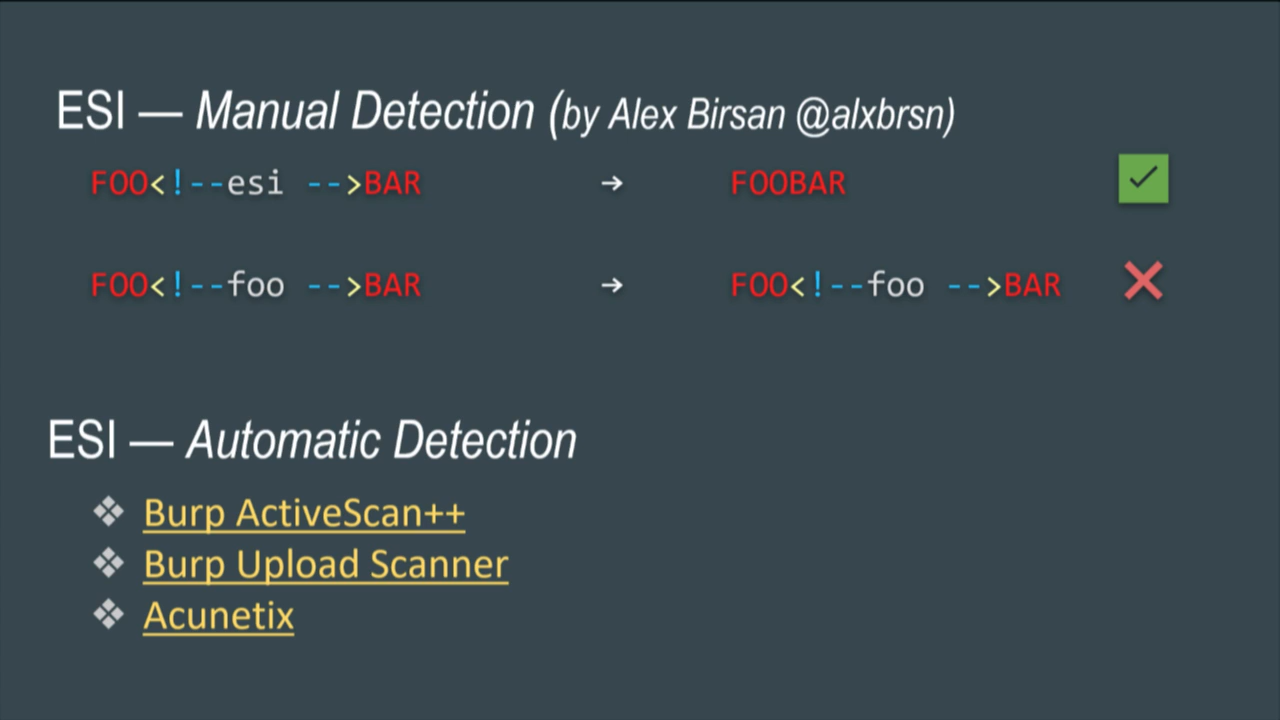 ESI — Manual Detection (by Alex Birsan @alxbrsn)
FOO<!--esi -->BAR → FOOBAR ✓
FOO<!--foo -->BAR → FOO<!--foo -->BAR ❌
ESI — Automatic Detection
❖ Burp ActiveScan++
❖ Burp Upload Scanner
❖ Acunetix